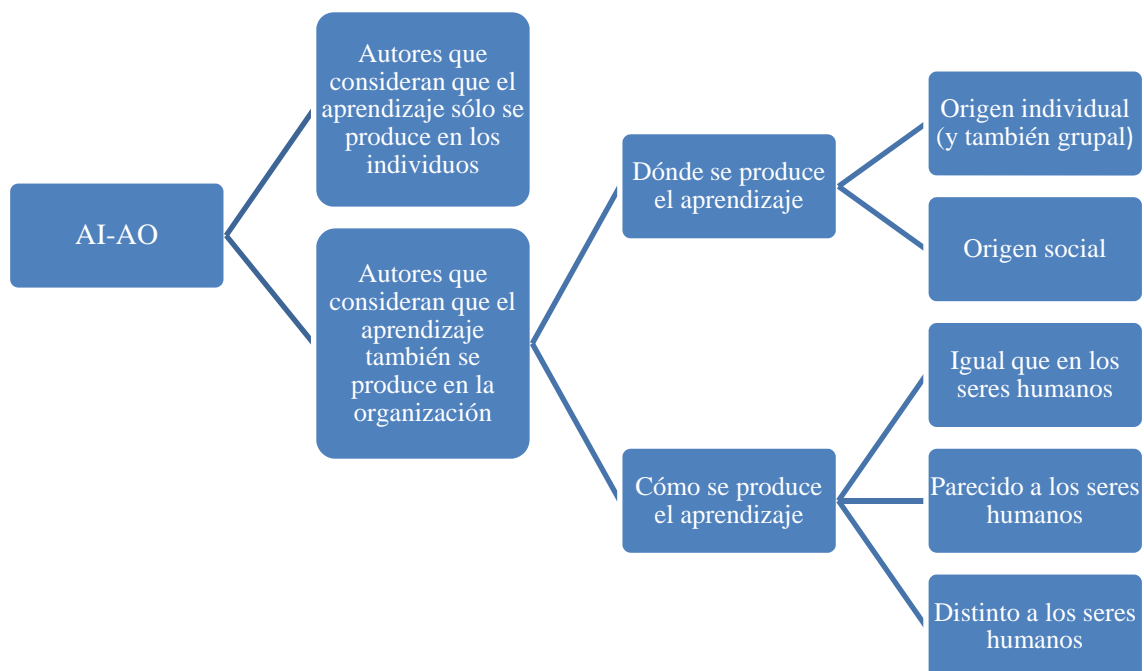 AI-AO
Autores que
consideran que el
aprendizaje sólo se
produce en los
individuos
Autores que
consideran que el
aprendizaje
también se
produce en la
organización
Dónde se produce
el aprendizaje
Origen individual
(y también grupal)
Origen social
Cómo se produce
el aprendizaje
Igual que en los
seres humanos
Parecido a los seres
humanos
Distinto a los seres
humanos